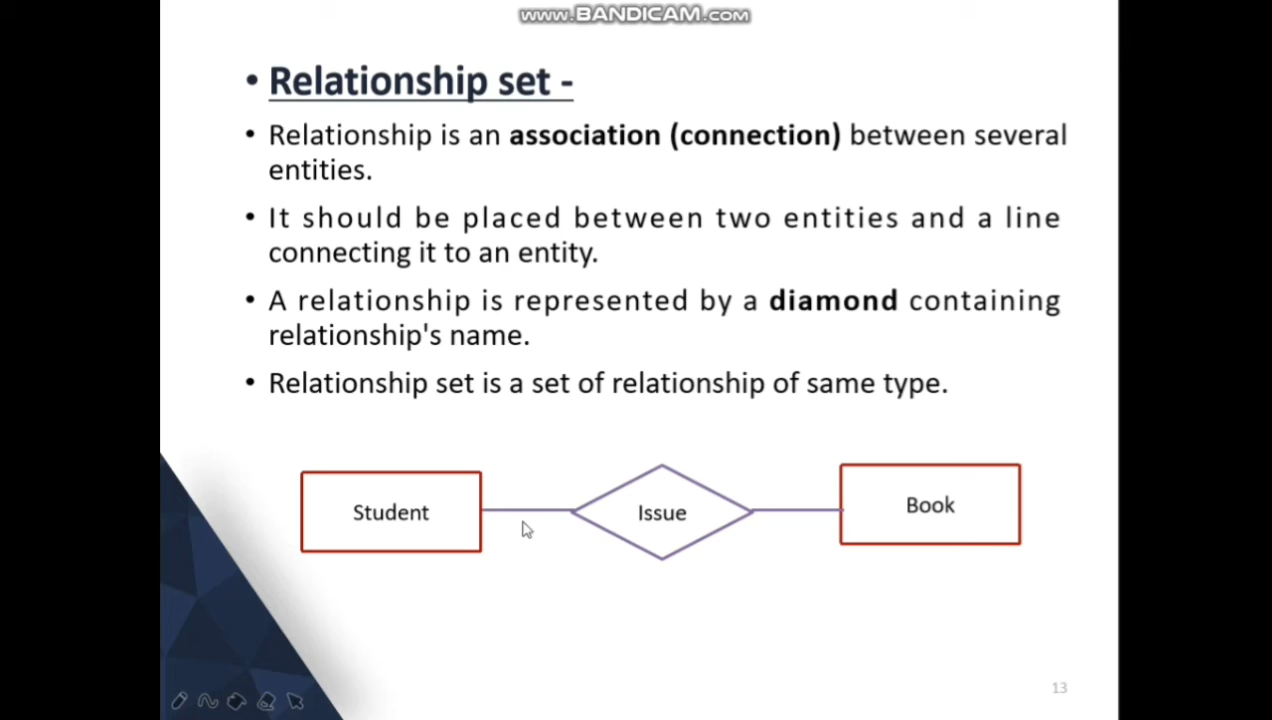 www.BANDICAM.com
• Relationship set -
• Relationship is an association (connection) between several
entities.
• It should be placed between two entities and a line
connecting it to an entity.
• A relationship is represented by a diamond containing
relationship's name.
• Relationship set is a set of relationship of same type.
Student
Issue
Book
13